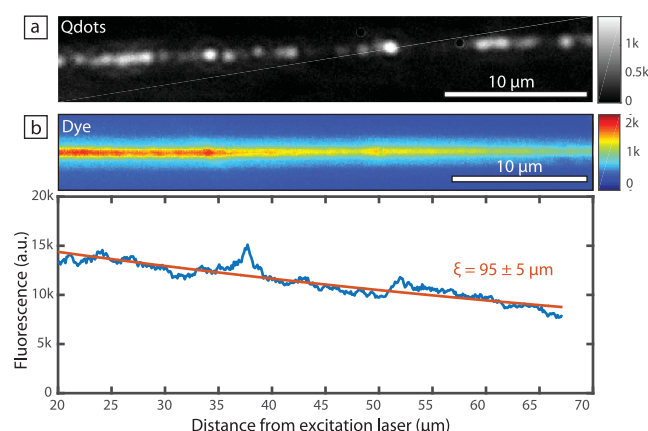 a
Qdots
1k
0.5k
0
10 μm
b
Dye
2k
1k
0
10 μm
20k
15k
10k
5k
0
Fluorescence (a.u.)
ξ = 95 ± 5 μm
20 25 30 35 40 45 50 55 60 65 70
Distance from excitation laser (μm)